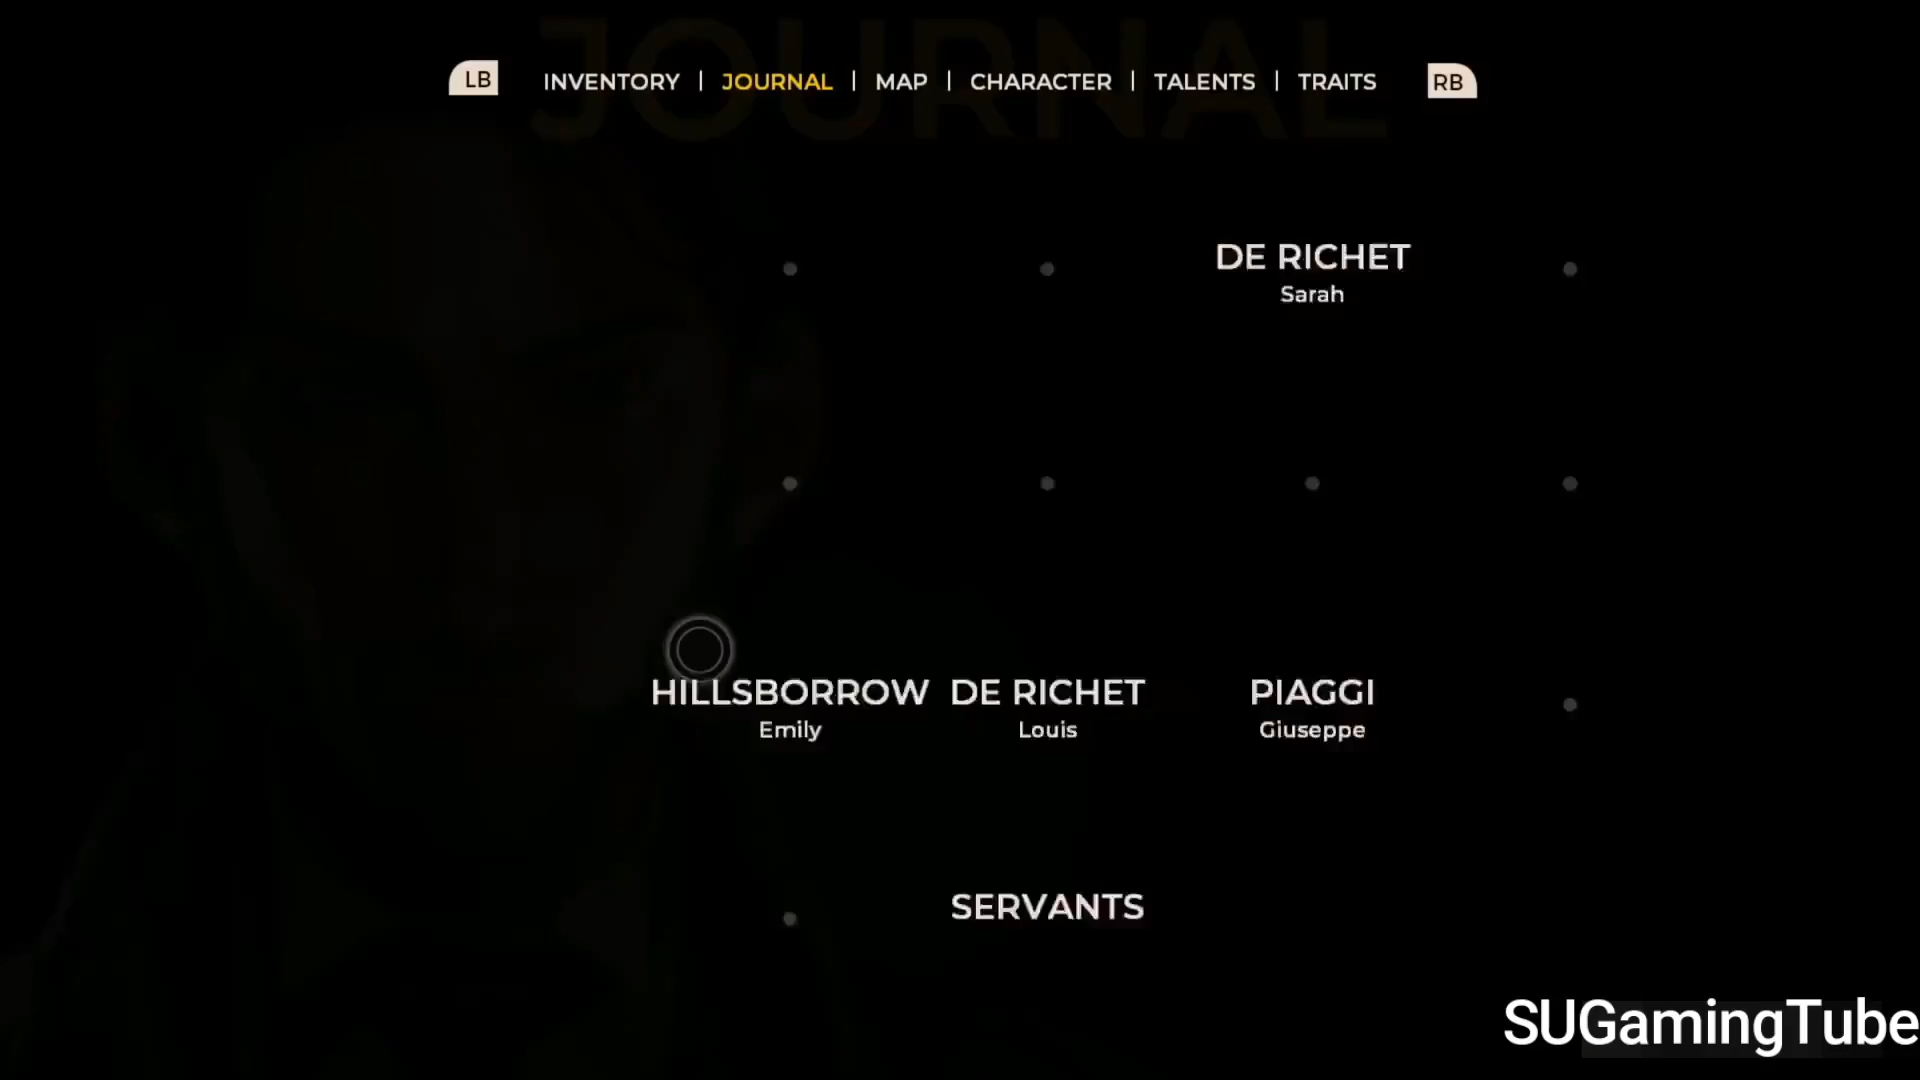 JOURNAL
LB INVENTORY | JOURNAL | MAP | CHARACTER | TALENTS | TRAITS RB
DE RICHET
Sarah
HILLSBORROW DE RICHET PIAGGI
Emily Louis Giuseppe
SERVANTS
SUGamingTube